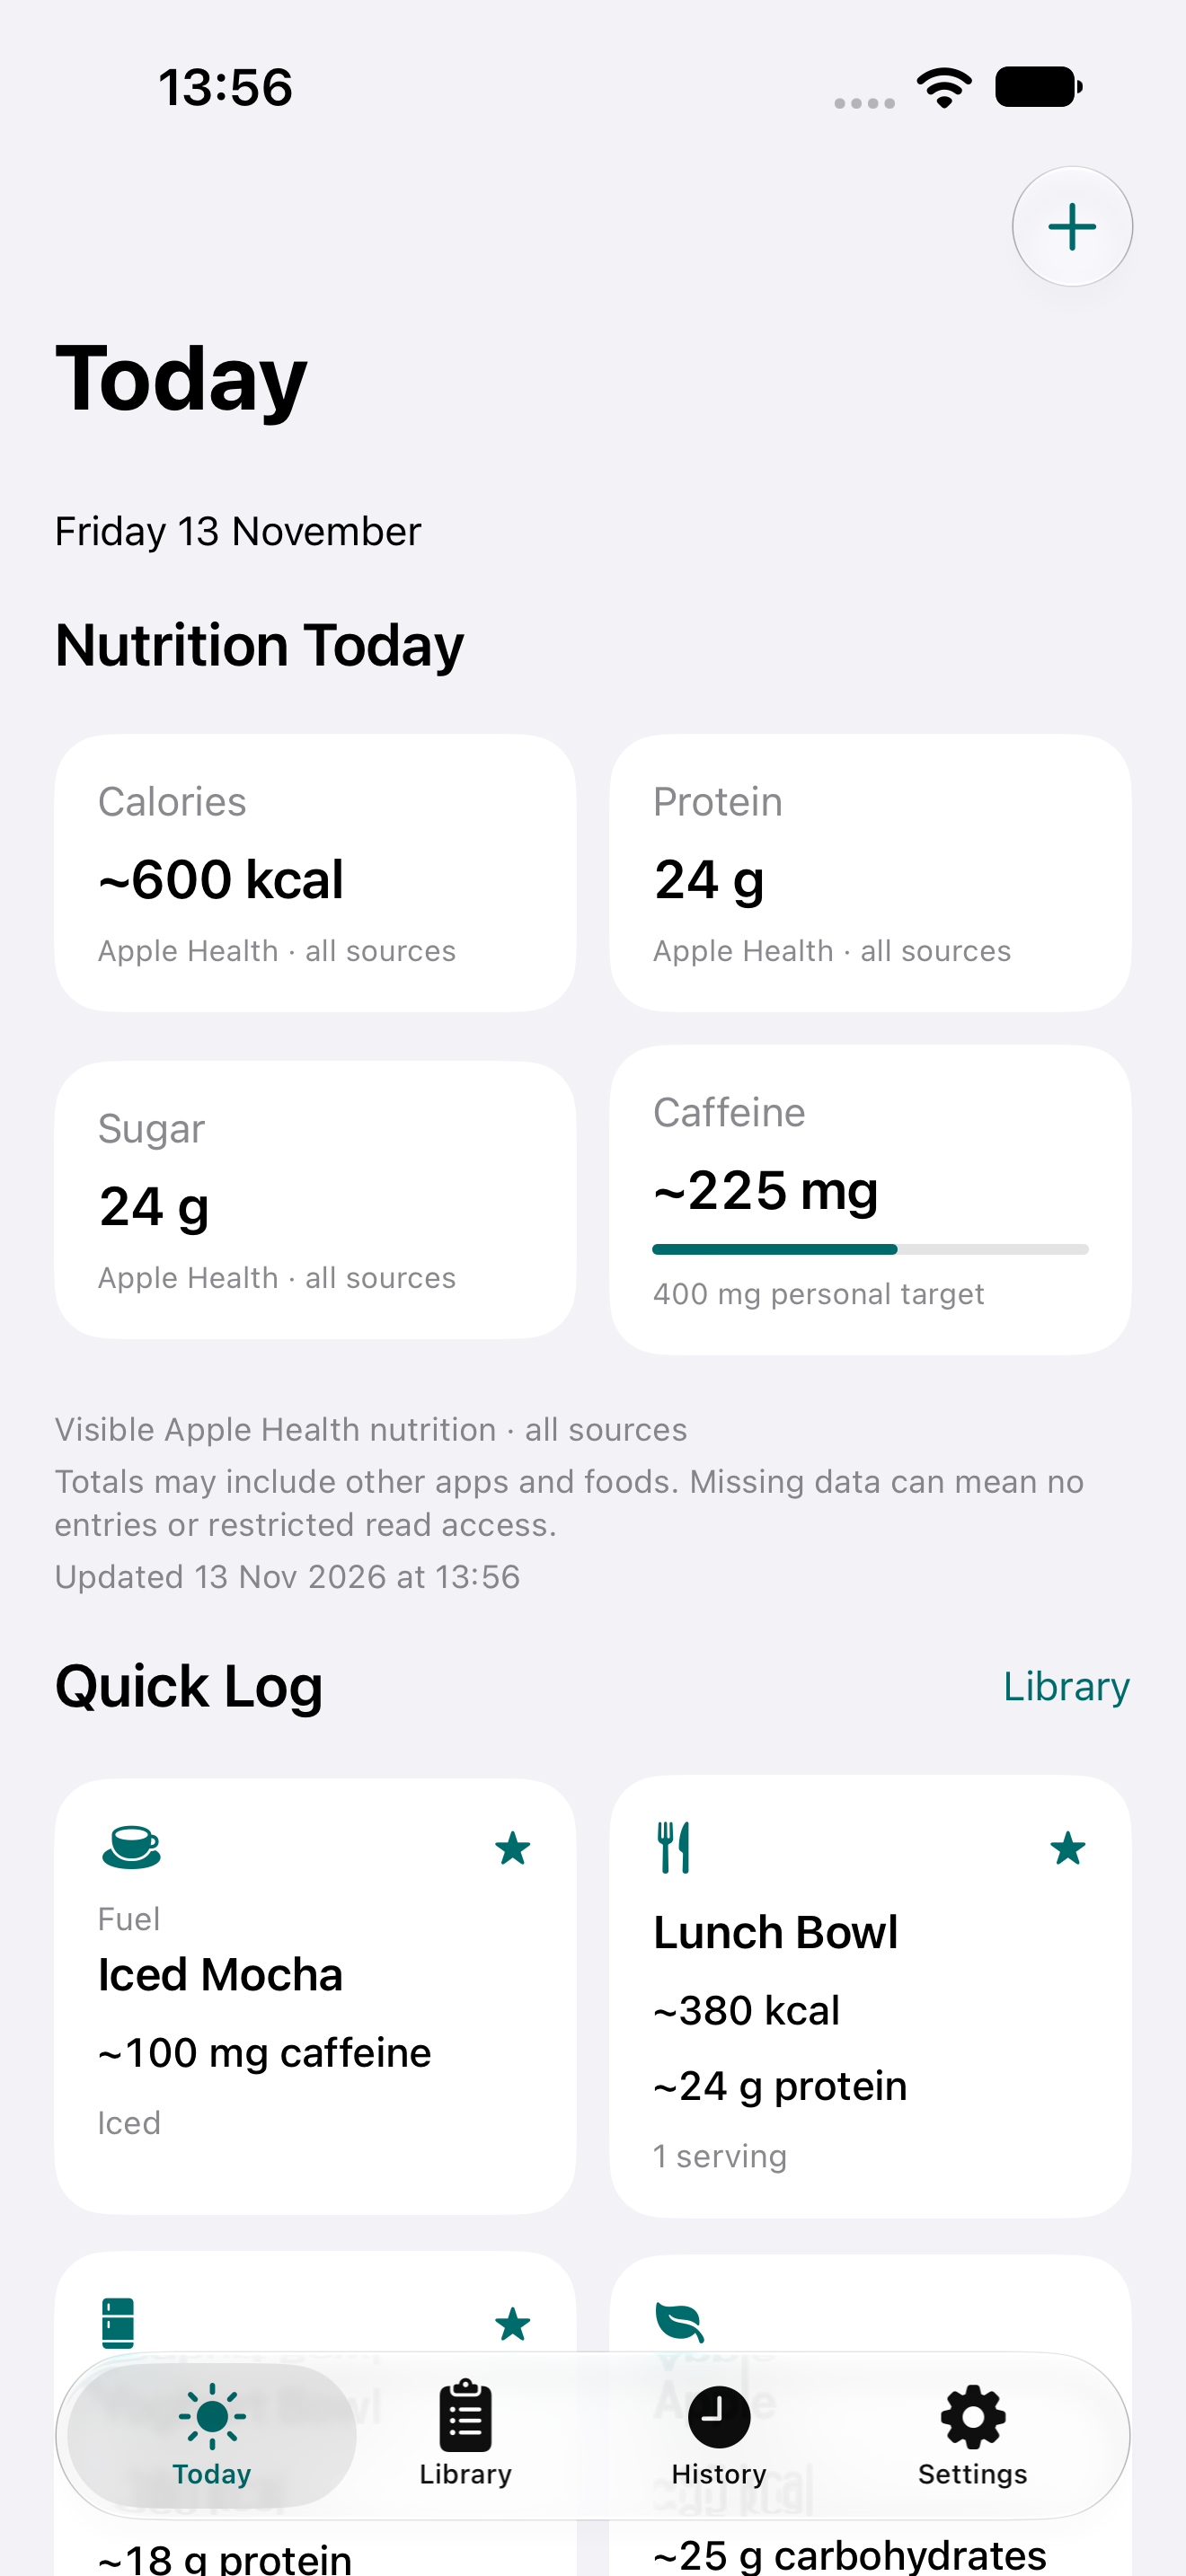 13:56
Today
Friday 13 November
Nutrition Today
Calories
~600 kcal
Apple Health · all sources
Protein
24 g
Apple Health · all sources
Sugar
24 g
Apple Health · all sources
Caffeine
~225 mg
400 mg personal target
Visible Apple Health nutrition · all sources
Totals may include other apps and foods. Missing data can mean no
entries or restricted read access.
Updated 13 Nov 2026 at 13:56
Quick Log
Library
Fuel
Iced Mocha
~100 mg caffeine
Iced
Lunch Bowl
~380 kcal
~24 g protein
1 serving
Bowl
Apple
~18 g protein
~25 g carbohydrates
Today
Library
History
Settings